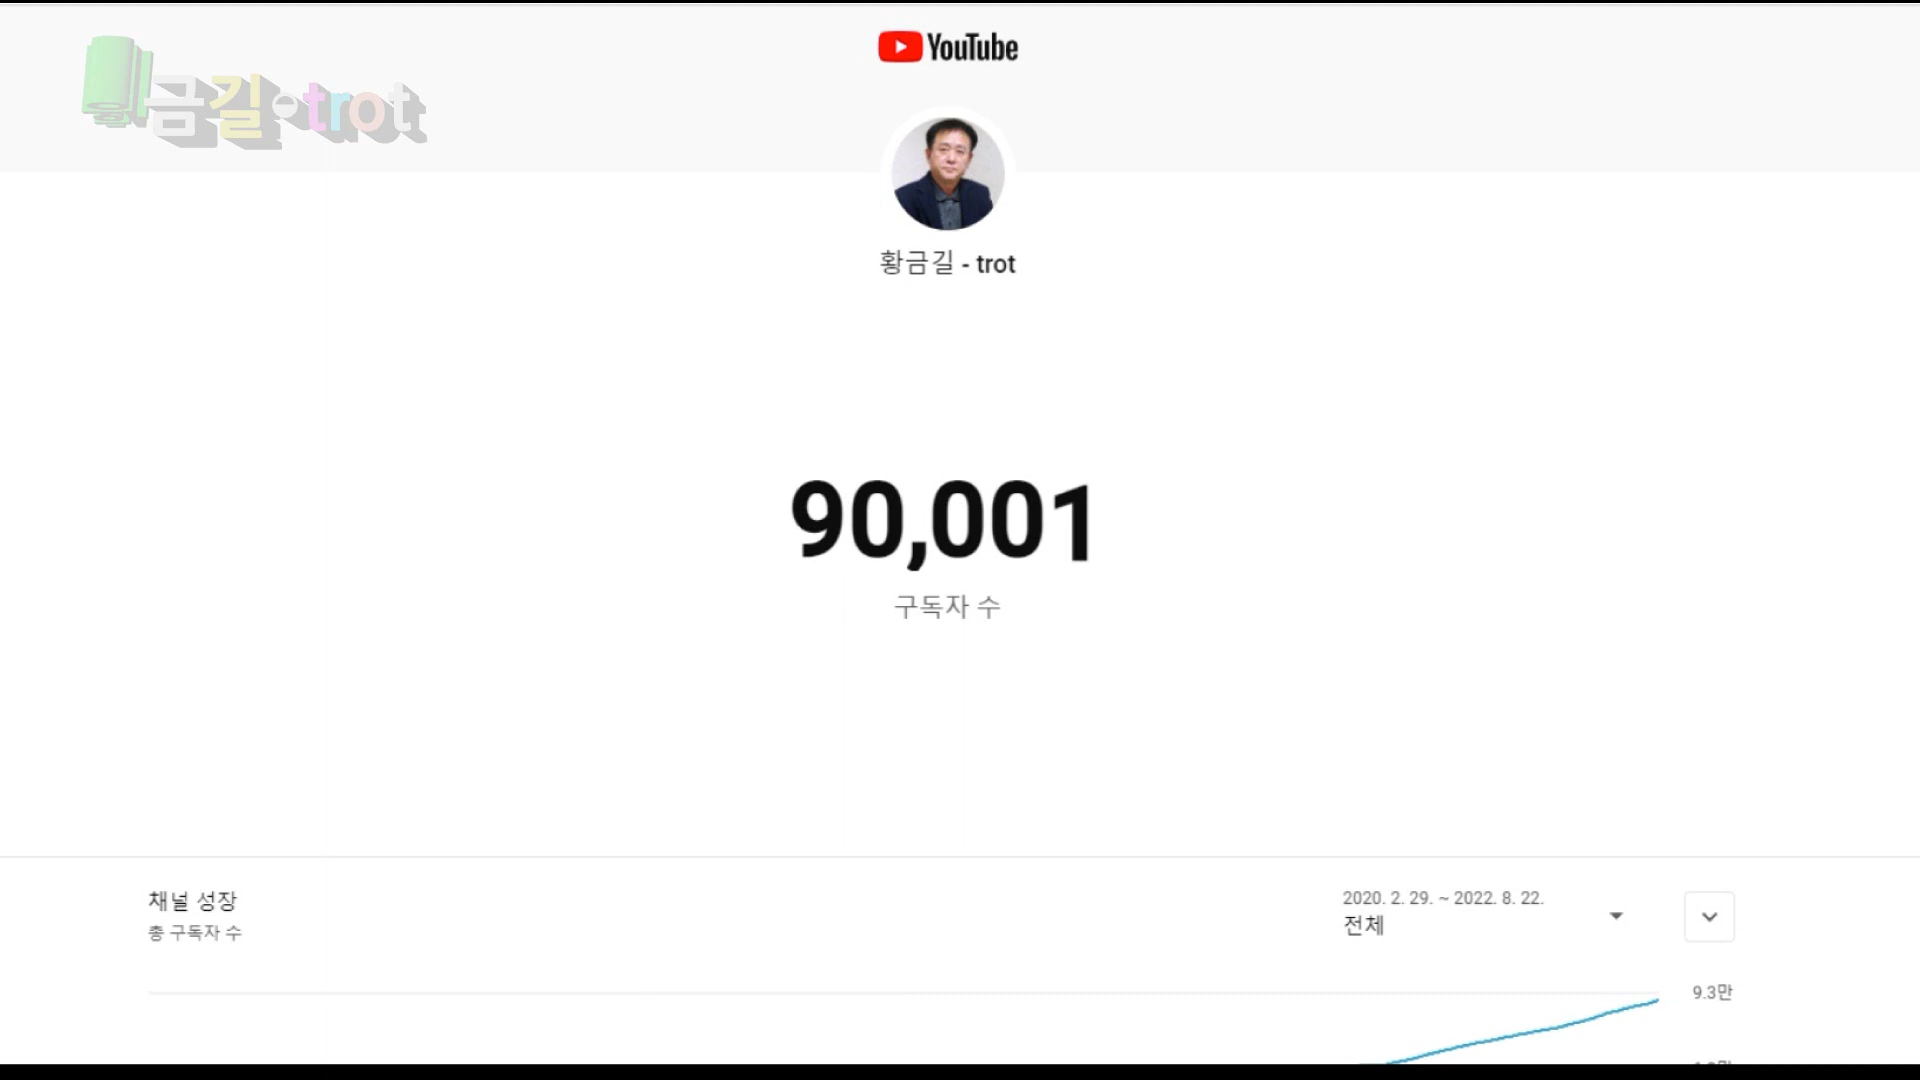 황금길-trot
YouTube
황금길 - trot
90,001
구독자 수
채널 성장
총 구독자 수
2020. 2. 29. ~ 2022. 8. 22.
전체
9.3만